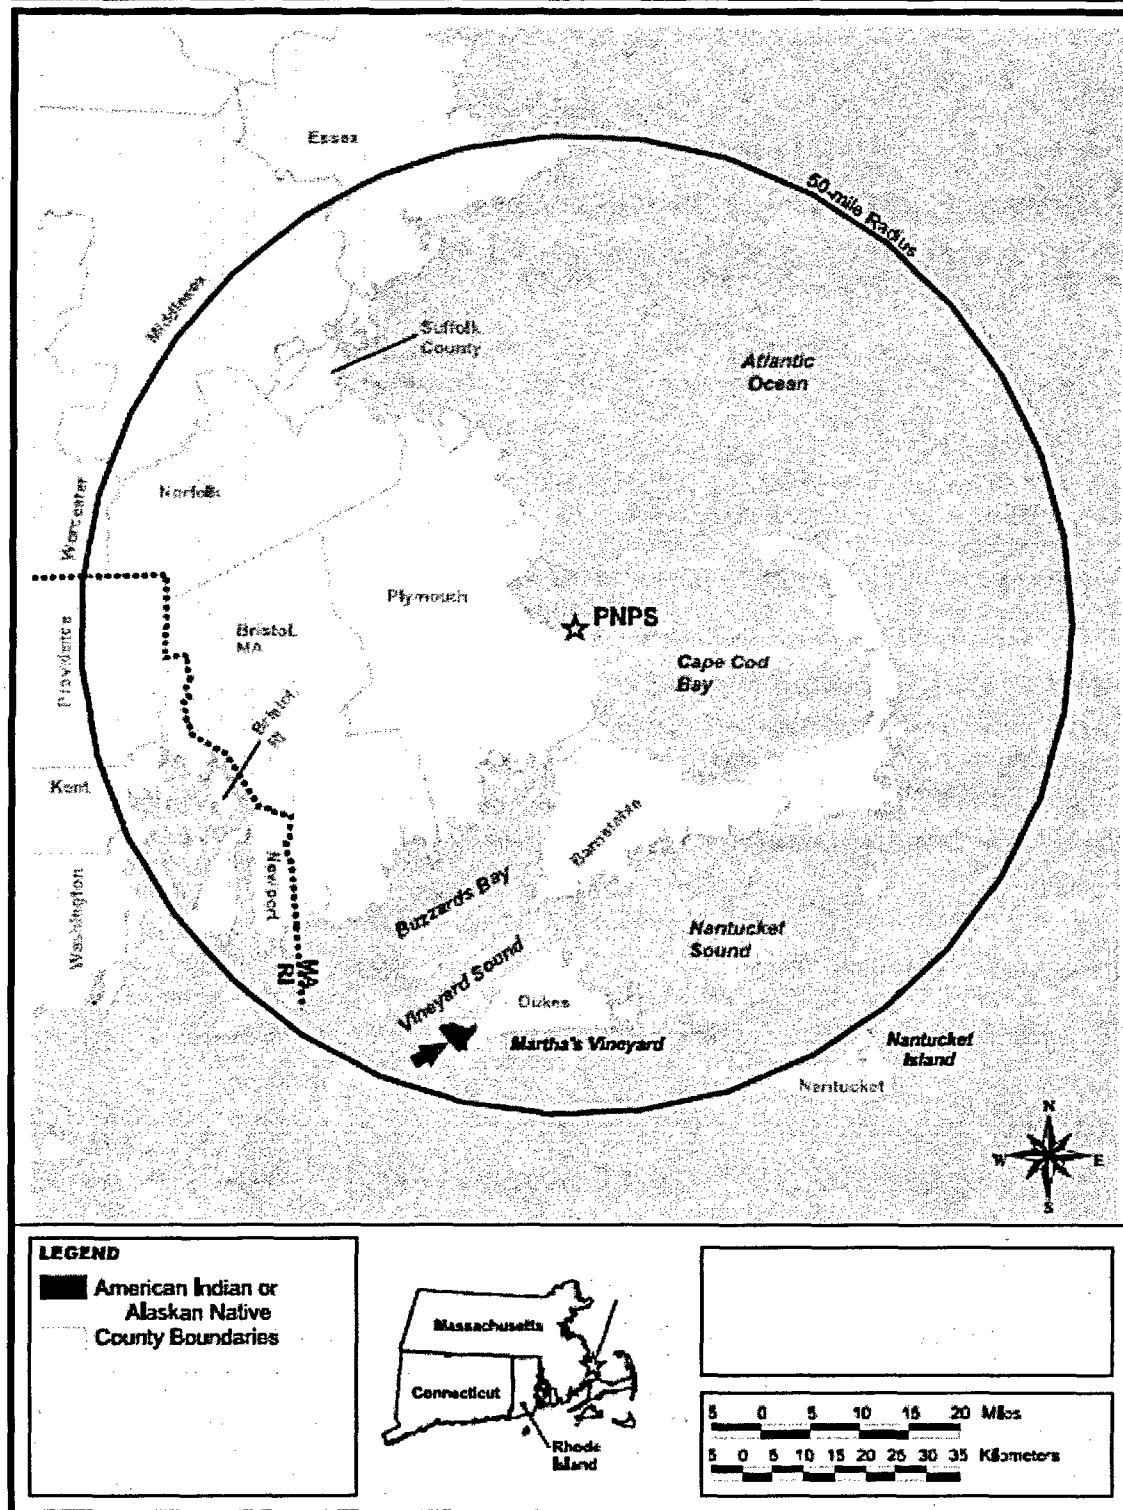 Essex
50-mile Radius
Middlesex
Suffolk
County
Atlantic
Ocean
Norfolk
Worcester
Plymouth
PNPS
Bristol,
MA
Providence
Cape Cod
Bay
Bristol,
RI
Kent
Barnstable
Newport
Washington
Buzzards Bay
Nantucket
Sound
Vineyard Sound
MA
RI
Dukes
Martha's Vineyard
Nantucket
Island
Nantucket
N
W
E
S
LEGEND
American Indian or
Alaskan Native
County Boundaries
Massachusetts
Connecticut
Rhode
Island
5 0 5 10 15 20 Miles
5 0 5 10 15 20 25 30 35 Kilometers